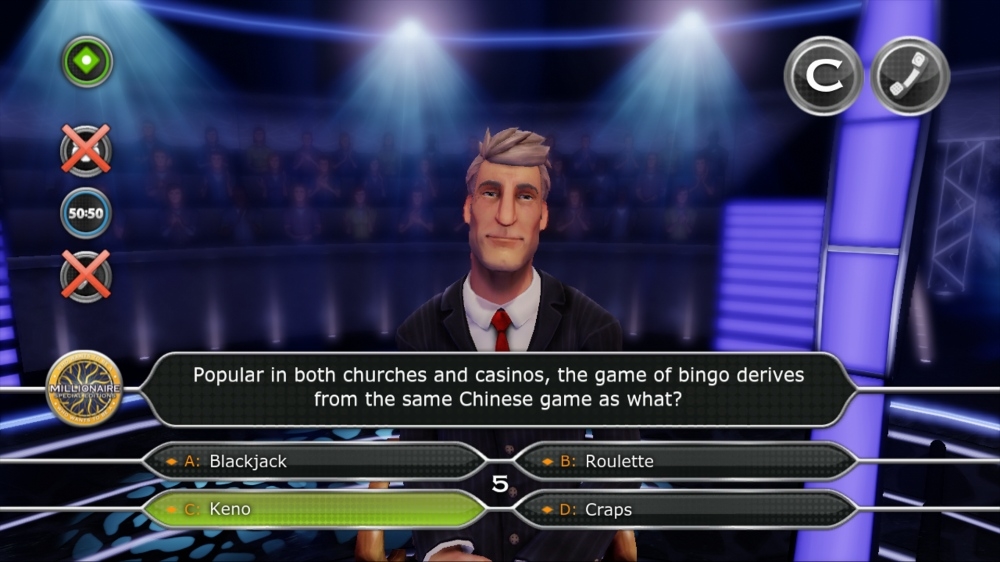 C
50:50
Popular in both churches and casinos, the game of bingo derives
from the same Chinese game as what?
MILLIONAIRE
SPECIAL EDITIONS
A: Blackjack
B: Roulette
5
C: Keno
D: Craps